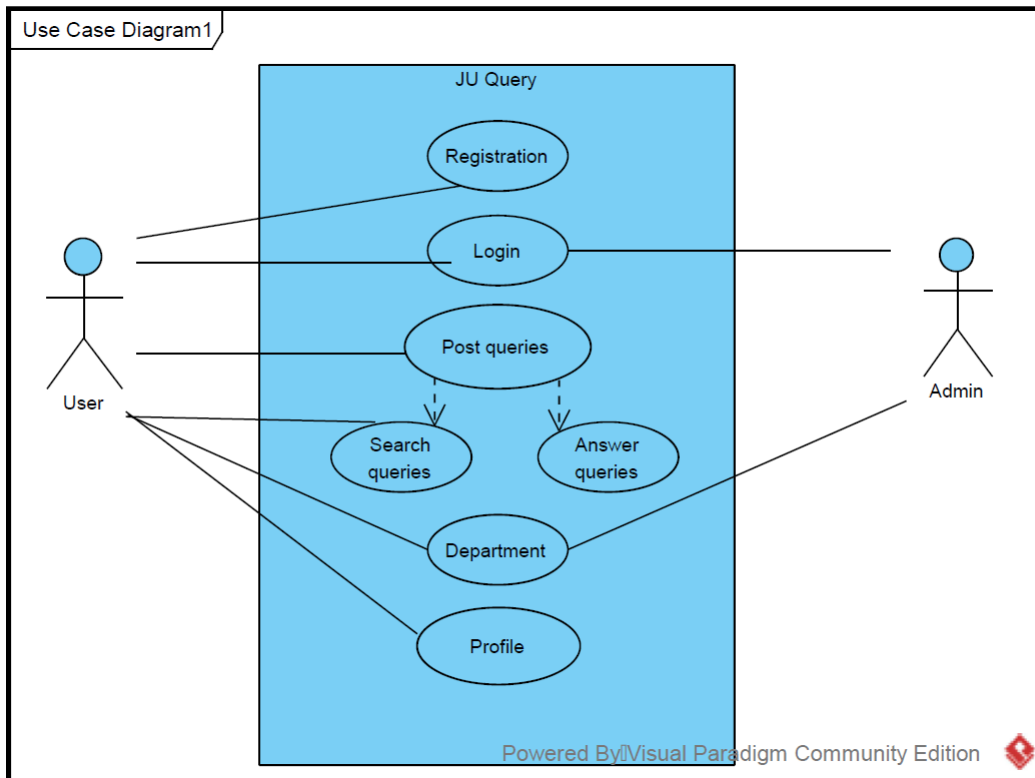 Use Case Diagram1
JU Query
Registration
Login
Post queries
User
Admin
Search
queries
Answer
queries
Department
Profile
Powered By▯Visual Paradigm Community Edition